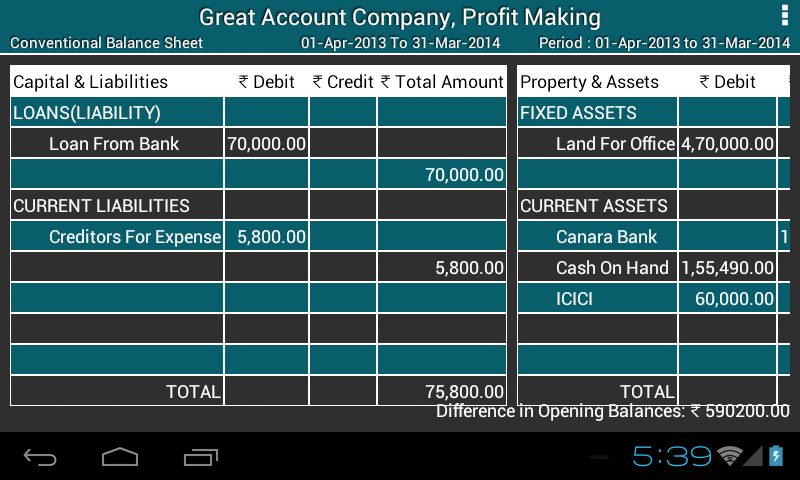 Great Account Company, Profit Making
Conventional Balance Sheet 01-Apr-2013 To 31-Mar-2014 Period : 01-Apr-2013 to 31-Mar-2014
Capital & Liabilities ₹ Debit ₹ Credit ₹ Total Amount Property & Assets ₹ Debit
LOANS(LIABILITY) FIXED ASSETS
Loan From Bank 70,000.00 Land For Office 4,70,000.00
70,000.00
CURRENT LIABILITIES CURRENT ASSETS
Creditors For Expense 5,800.00 Canara Bank 1
5,800.00 Cash On Hand 1,55,490.00
ICICI 60,000.00
TOTAL 75,800.00 TOTAL
Difference in Opening Balances: ₹ 590200.00
5:39